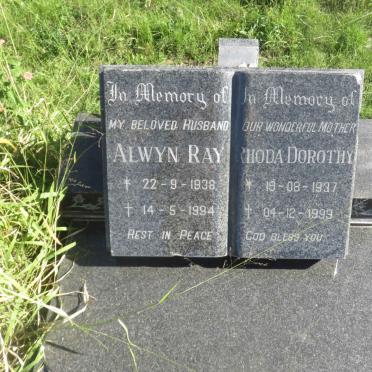 In Memory of
MY BELOVED HUSBAND
ALWYN RAY
22-9-1938
14-5-1994
REST IN PEACE
In Memory of
OUR WONDERFUL MOTHER
RHODA DOROTHY
19-08-1937
04-12-1999
GOD BLESS YOU